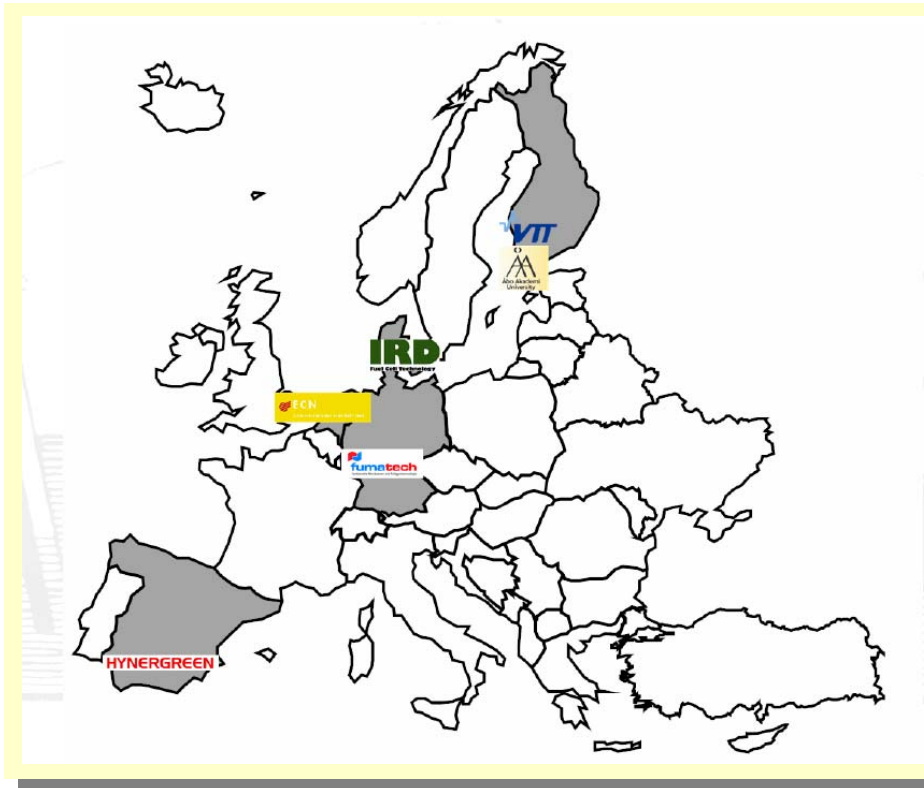 VTT
Åbo Akademi
University
IRD
Fuel Cell Technology
ECN
fumatech
HYNERGREEN